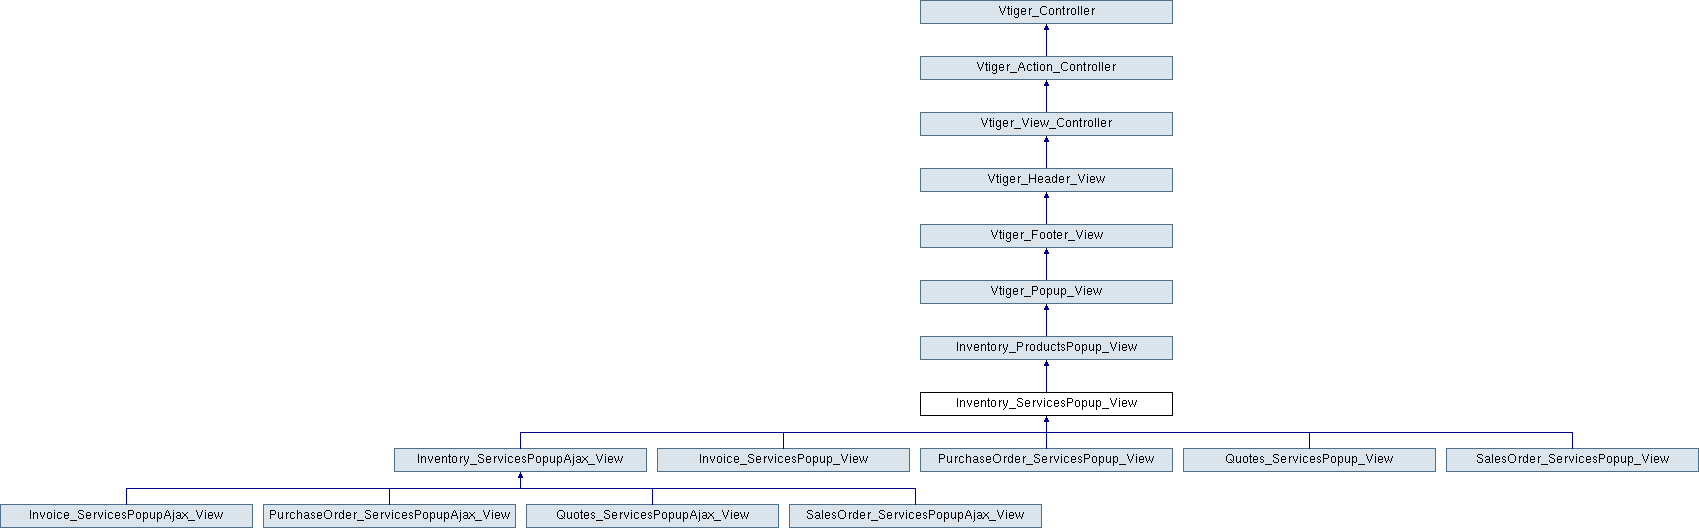 Vtiger_Controller
Vtiger_Action_Controller
Vtiger_View_Controller
Vtiger_Header_View
Vtiger_Footer_View
Vtiger_Popup_View
Inventory_ProductsPopup_View
Inventory_ServicesPopup_View
Inventory_ServicesPopupAjax_View
Invoice_ServicesPopup_View
PurchaseOrder_ServicesPopup_View
Quotes_ServicesPopup_View
SalesOrder_ServicesPopup_View
Invoice_ServicesPopupAjax_View
PurchaseOrder_ServicesPopupAjax_View
Quotes_ServicesPopupAjax_View
SalesOrder_ServicesPopupAjax_View